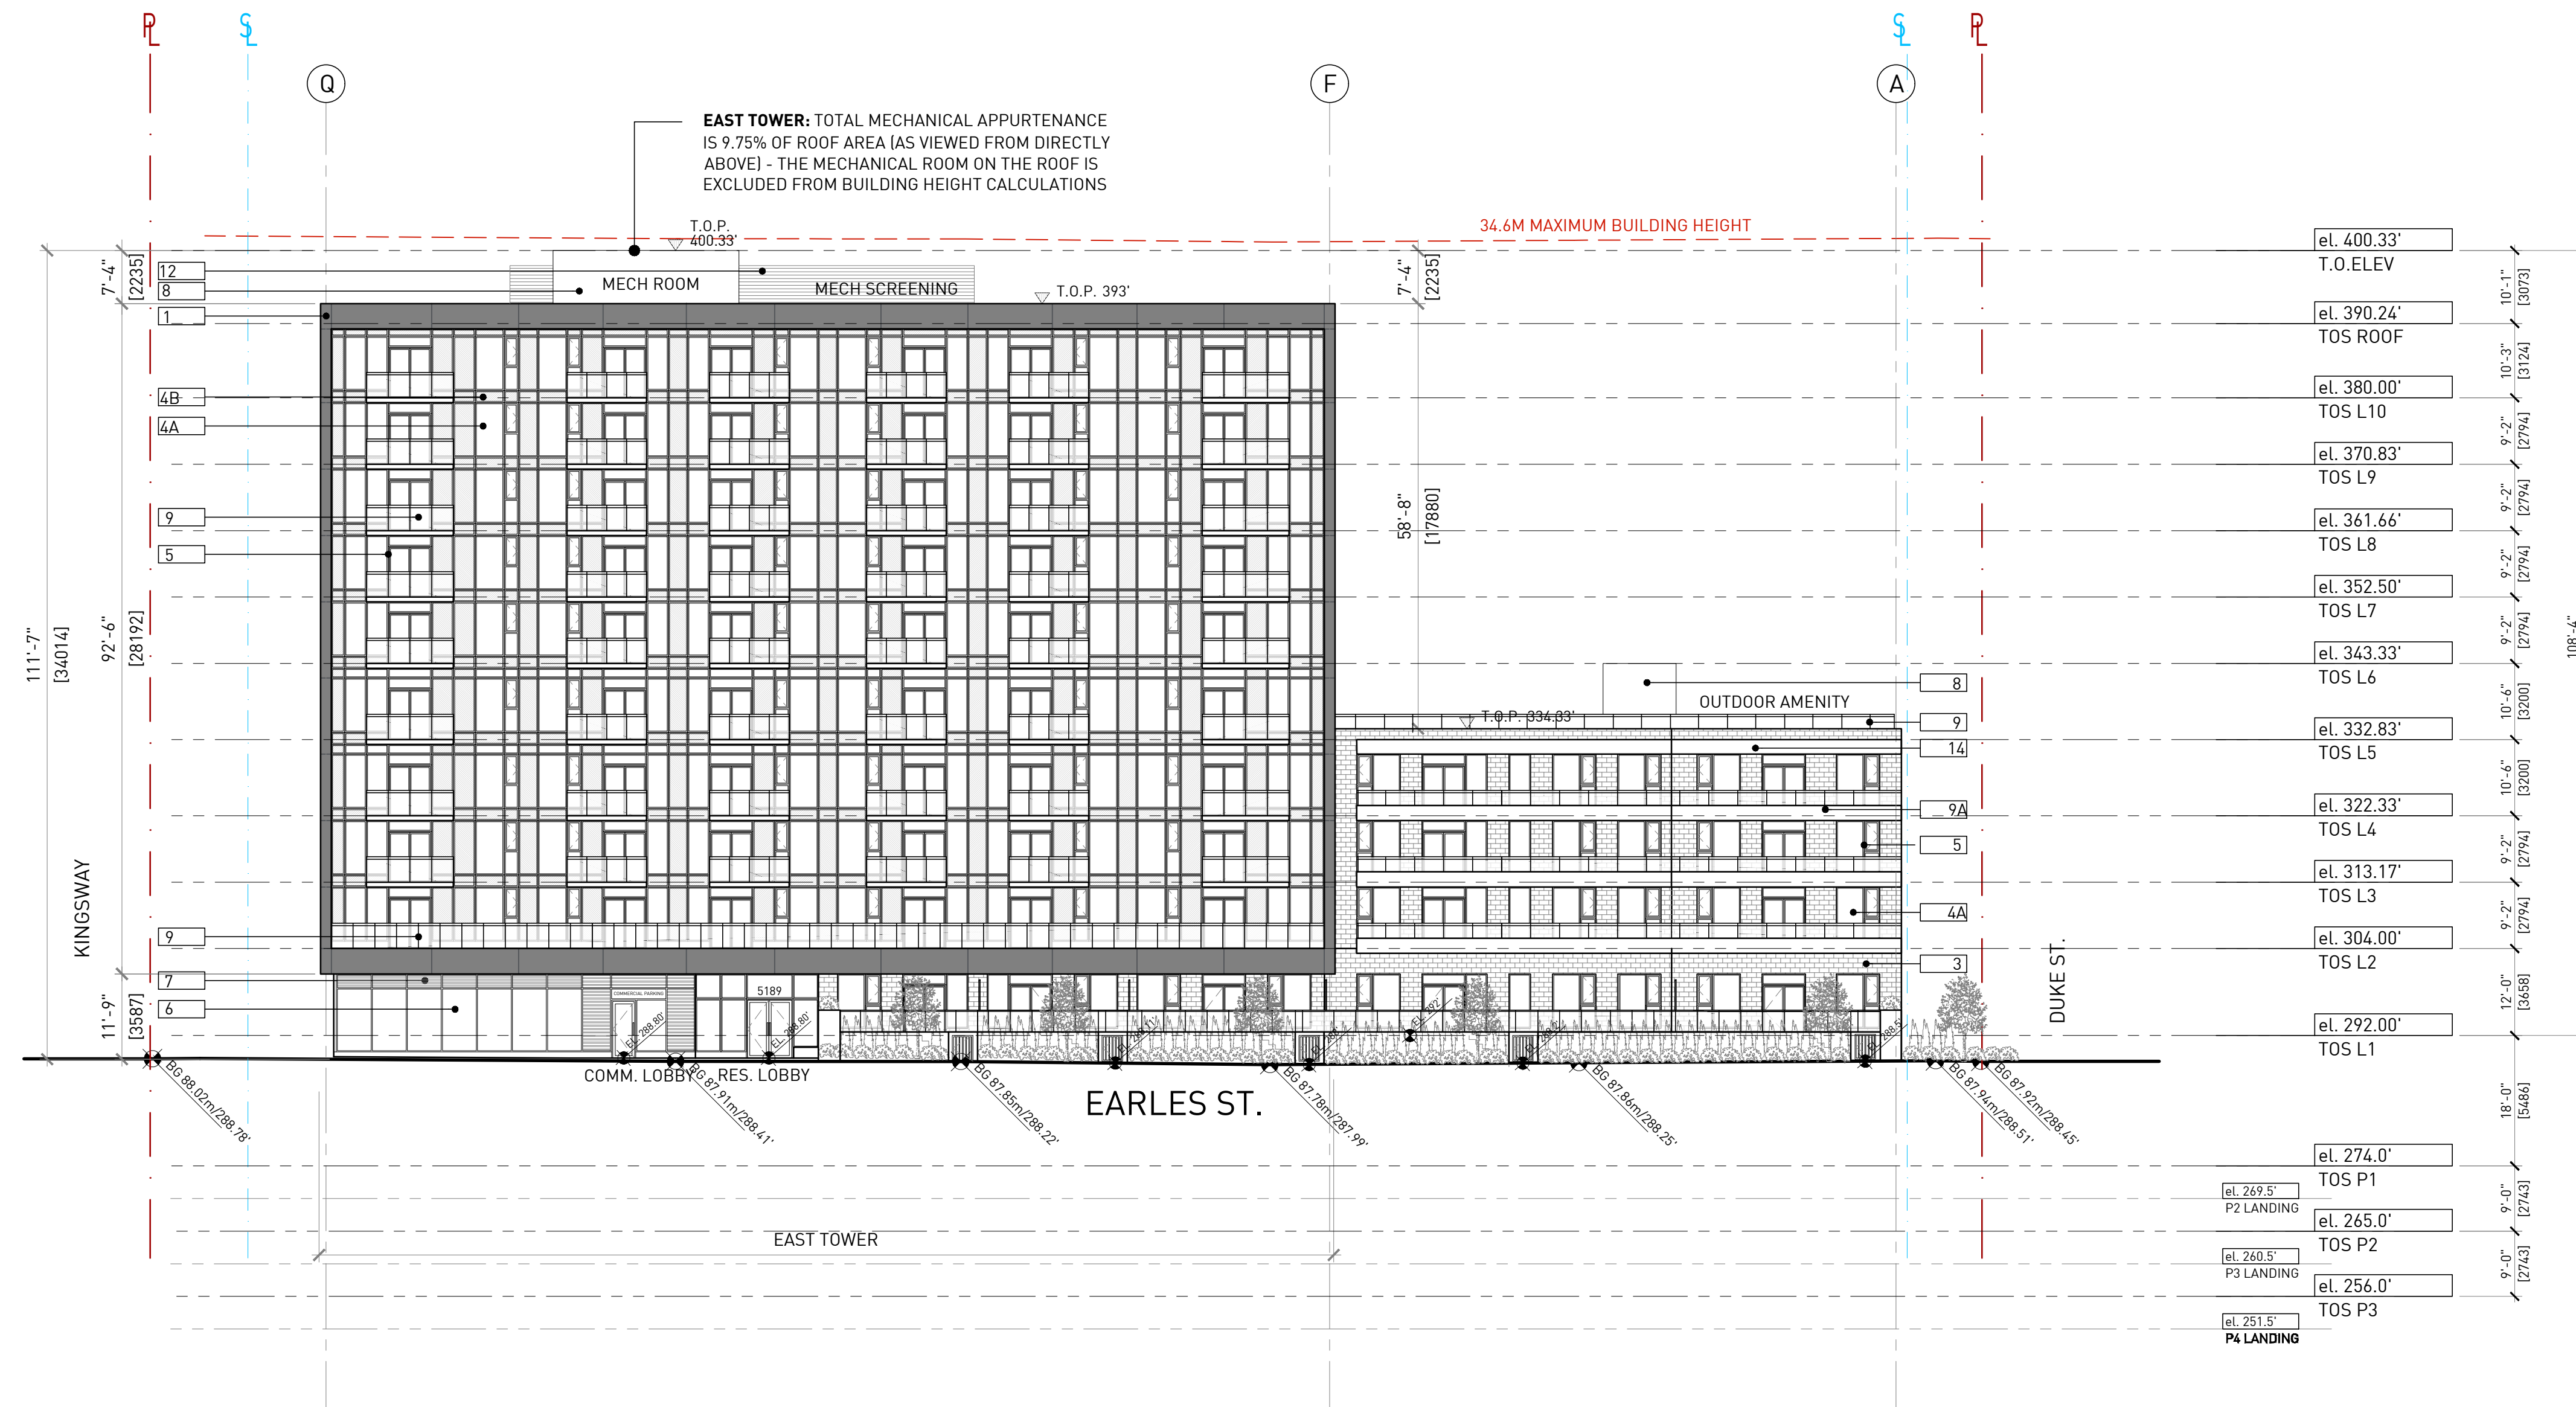 PL
SL
SL
PL
Q
F
A
EAST TOWER: TOTAL MECHANICAL APPURTENANCE
IS 9.75% OF ROOF AREA (AS VIEWED FROM DIRECTLY
ABOVE) - THE MECHANICAL ROOM ON THE ROOF IS
EXCLUDED FROM BUILDING HEIGHT CALCULATIONS
T.O.P.
400.33'
34.6M MAXIMUM BUILDING HEIGHT
MECH ROOM
MECH SCREENING
T.O.P. 393'
12
8
1
4B
4A
9
5
9
7
6
7'-4"
[2235]
92'-6"
[28192]
111'-7"
[34014]
11'-9"
[3587]
KINGSWAY
7'-4"
[2235]
58'-8"
[17880]
T.O.P. 334.33'
OUTDOOR AMENITY
8
9
14
9A
5
4A
3
DUKE ST.
COMMERCIAL PARKING
5189
EL. 288.80'
EL. 288.80'
EL. 292'
COMM. LOBBY
RES. LOBBY
EARLES ST.
BG 88.02m/288.78'
BG 87.91m/288.41'
BG 87.85m/288.22'
BG 87.78m/287.99'
BG 87.86m/288.25'
BG 87.94m/288.51'
BG 87.92m/288.45'
EAST TOWER
el. 400.33'
T.O.ELEV
el. 390.24'
TOS ROOF
el. 380.00'
TOS L10
el. 370.83'
TOS L9
el. 361.66'
TOS L8
el. 352.50'
TOS L7
el. 343.33'
TOS L6
el. 332.83'
TOS L5
el. 322.33'
TOS L4
el. 313.17'
TOS L3
el. 304.00'
TOS L2
el. 292.00'
TOS L1
el. 274.0'
TOS P1
el. 269.5'
P2 LANDING
el. 265.0'
TOS P2
el. 260.5'
P3 LANDING
el. 256.0'
TOS P3
el. 251.5'
P4 LANDING
10'-1"
[3073]
10'-3"
[3124]
9'-2"
[2794]
9'-2"
[2794]
9'-2"
[2794]
9'-2"
[2794]
10'-6"
[3200]
10'-6"
[3200]
9'-2"
[2794]
9'-2"
[2794]
12'-0"
[3658]
18'-0"
[5486]
9'-0"
[2743]
9'-0"
[2743]
108'-4"